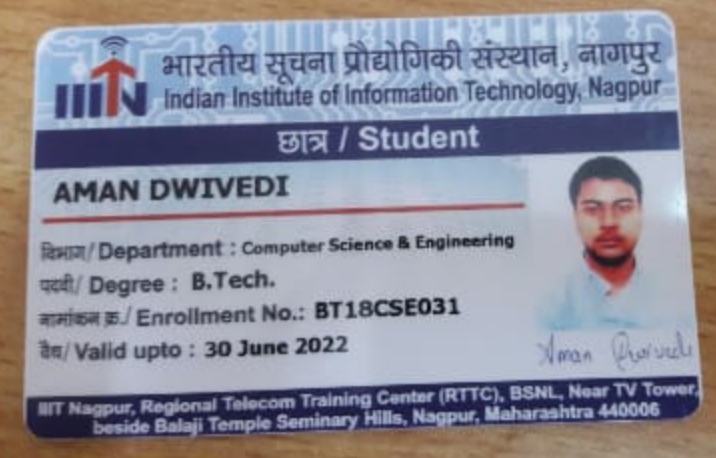 IIITN
भारतीय सूचना प्रौद्योगिकी संस्थान, नागपुर
Indian Institute of Information Technology, Nagpur
छात्र / Student
AMAN DWIVEDI
विभाग/ Department : Computer Science & Engineering
पदवी/ Degree : B.Tech.
नामांकन क्र./ Enrollment No.: BT18CSE031
वैध/ Valid upto : 30 June 2022
Aman Dwivedi
IIIT Nagpur, Regional Telecom Training Center (RTTC), BSNL, Near TV Tower,
beside Balaji Temple Seminary Hills, Nagpur, Maharashtra 440006